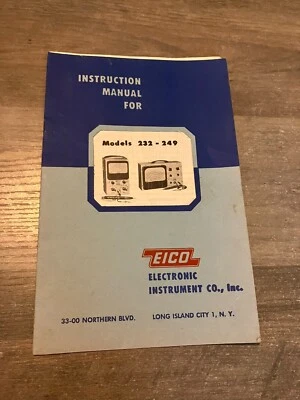 INSTRUCTION
MANUAL
FOR
Models 232 - 249
EICO
ELECTRONIC
INSTRUMENT CO., Inc.
33-00 NORTHERN BLVD. LONG ISLAND CITY 1, N. Y.